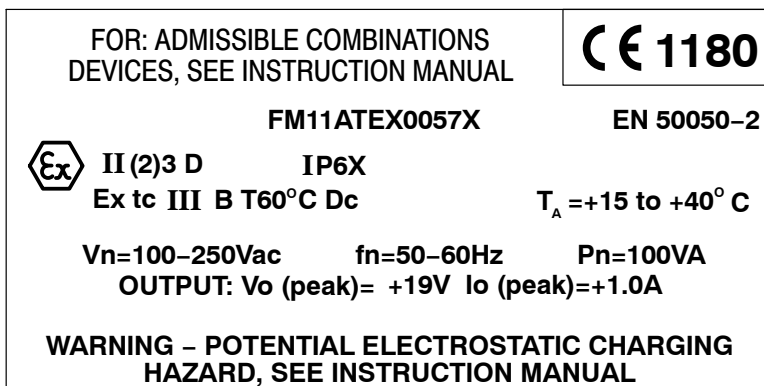 FOR: ADMISSIBLE COMBINATIONS
DEVICES, SEE INSTRUCTION MANUAL
CE 1180
FM11ATEX0057X EN 50050–2
Ex II (2)3 D IP6X
Ex tc III B T60°C Dc TA =+15 to +40° C
Vn=100–250Vac fn=50–60Hz Pn=100VA
OUTPUT: Vo (peak)= +19V Io (peak)=+1.0A
WARNING – POTENTIAL ELECTROSTATIC CHARGING
HAZARD, SEE INSTRUCTION MANUAL